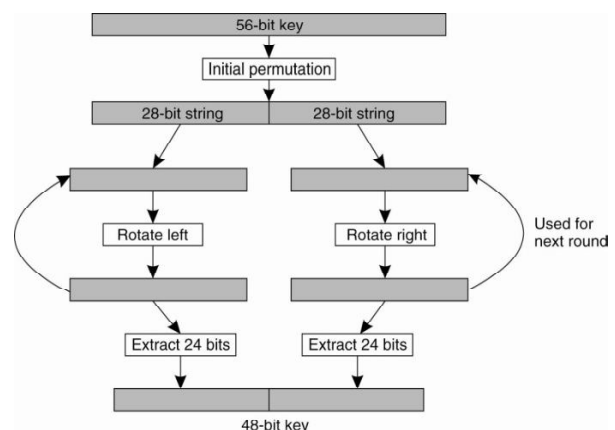 56-bit key
Initial permutation
28-bit string
28-bit string
Rotate left
Rotate right
Used for
next round
Extract 24 bits
Extract 24 bits
48-bit key